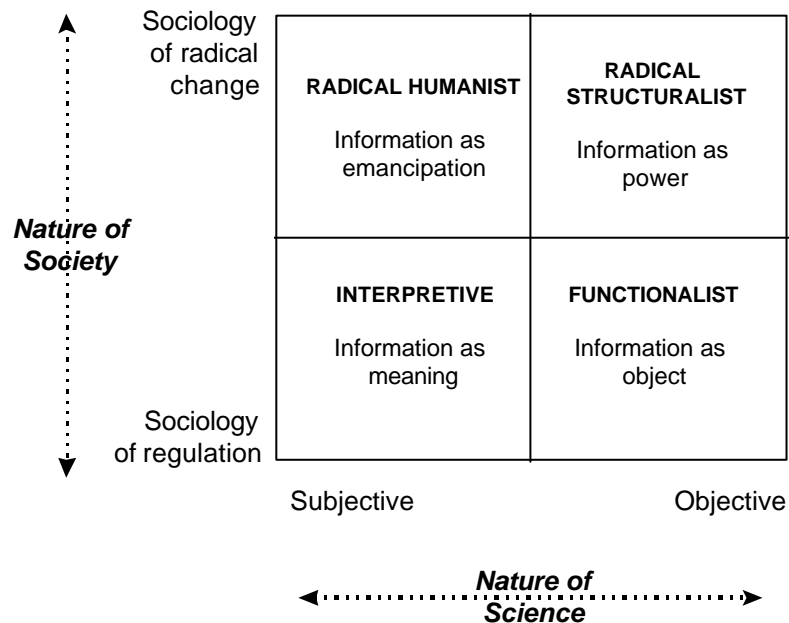 Sociology
of radical
change
RADICAL HUMANIST
Information as
emancipation
RADICAL
STRUCTURALIST
Information as
power
Nature of
Society
INTERPRETIVE
Information as
meaning
FUNCTIONALIST
Information as
object
Sociology
of regulation
Subjective
Objective
Nature of
Science